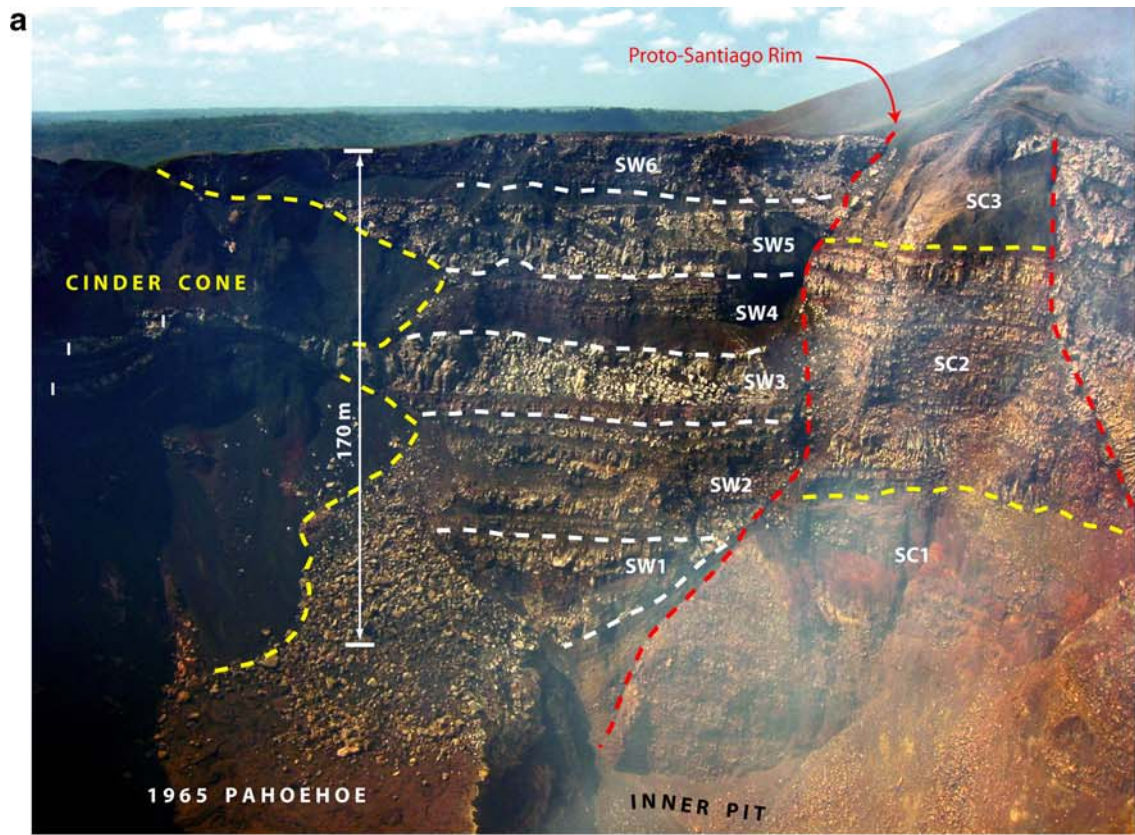 a
Proto-Santiago Rim
SW6
SC3
SW5
CINDER CONE
SW4
SC2
SW3
170 m
SW2
SC1
SW1
1965 PAHOEHOE
INNER PIT